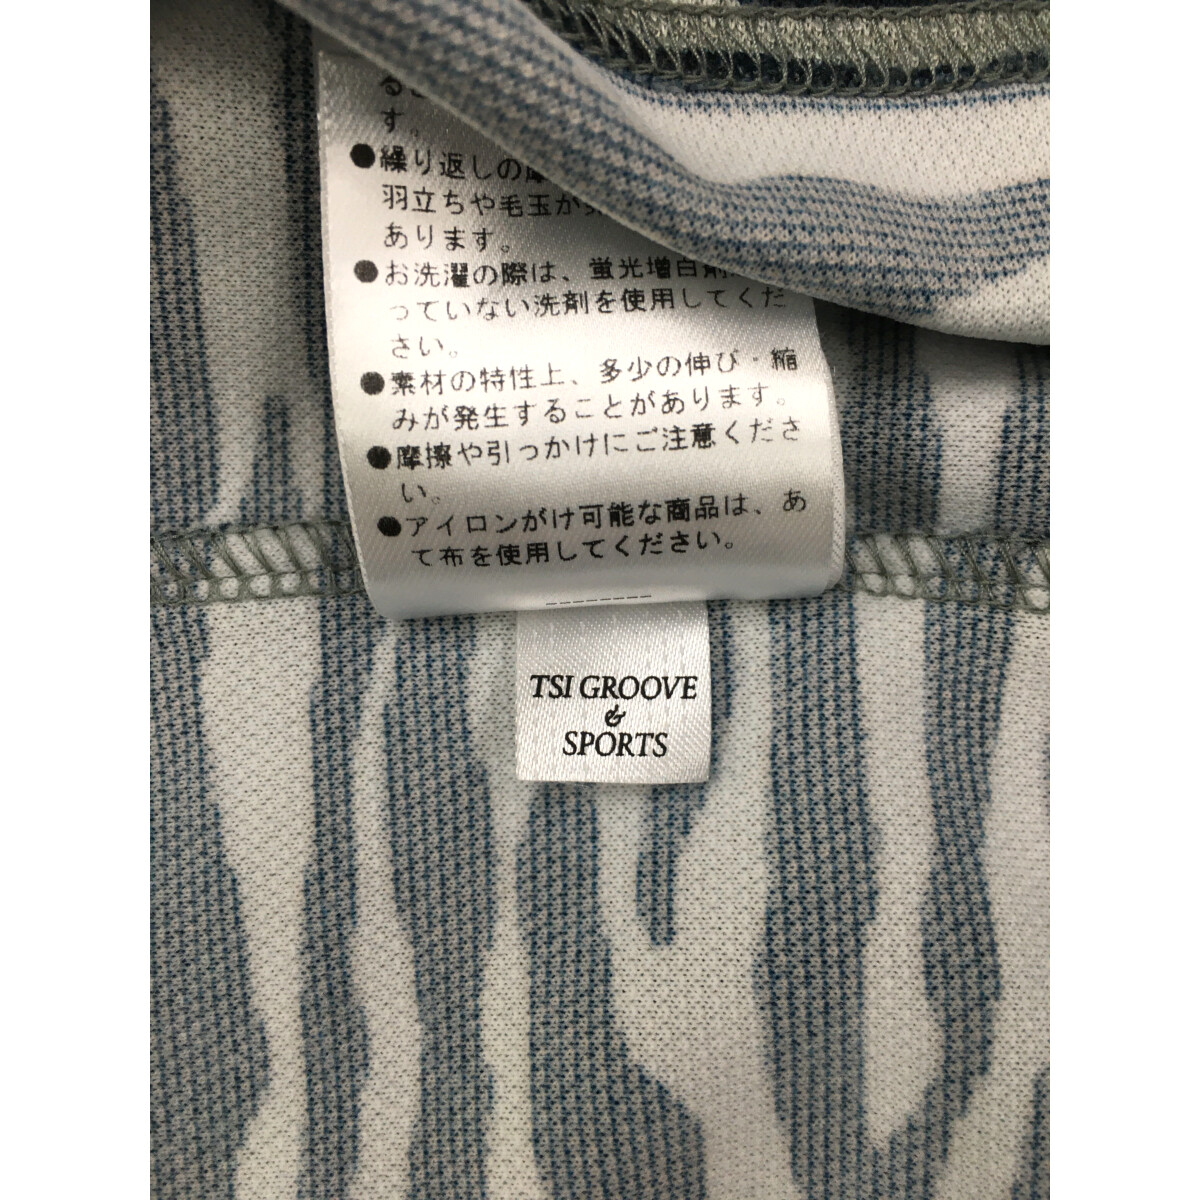 す。
●繰り返しの
羽立ちや毛玉が
あります。
●お洗濯の際は、蛍光増白剤
っていない洗剤を使用してくだ
さい。
●素材の特性上、多少の伸び・縮
みが発生することがあります。
●摩擦や引っかけにご注意くださ
い。
●アイロンがけ可能な商品は、あ
て布を使用してください。
TSI GROOVE
&
SPORTS